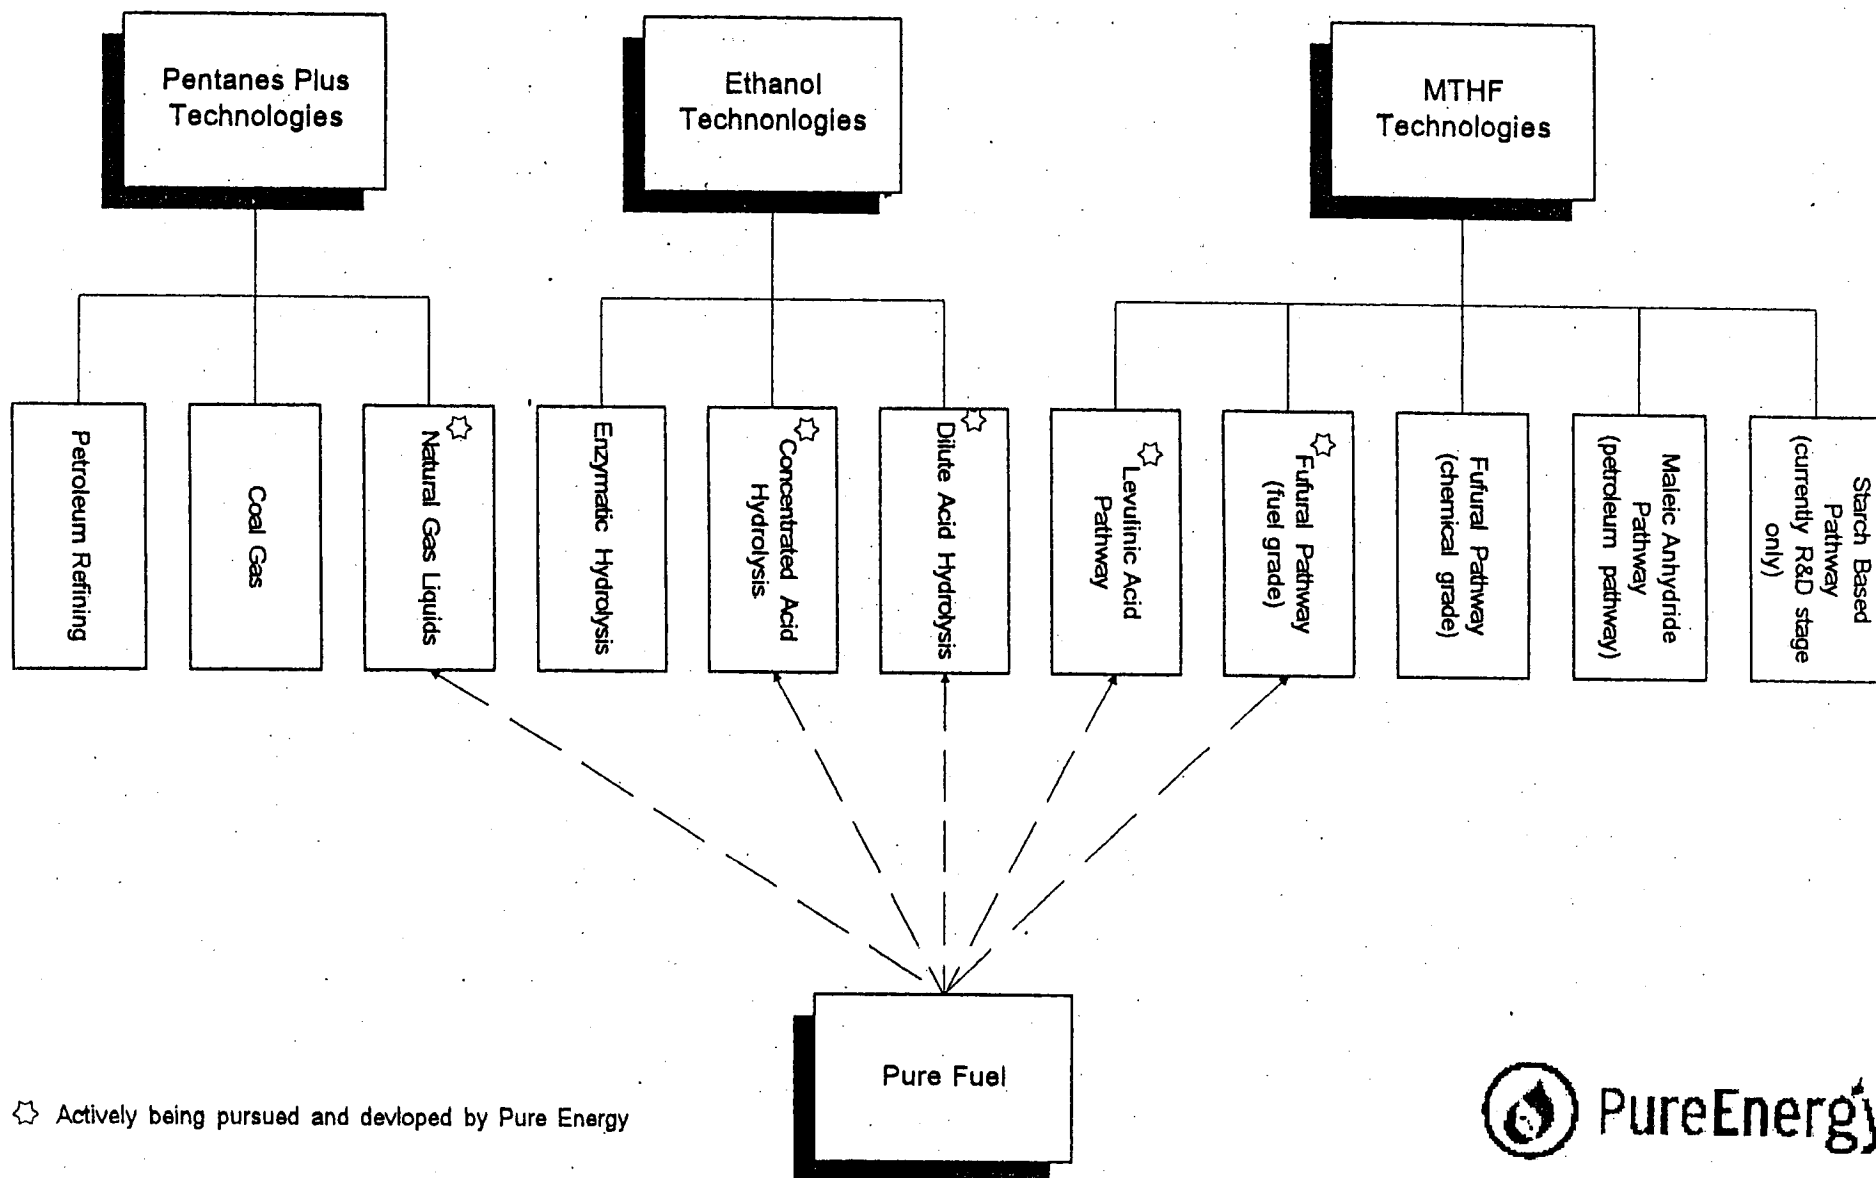 Pentanes Plus
Technologies
Ethanol
Technonlogies
MTHF
Technologies
Petroleum Refining
Coal Gas
Natural Gas Liquids
Enzymatic Hydrolysis
Concentrated Acid
Hydrolysis.
Dilute Acid Hydrolysis
Levulinic Acid
Pathway
Fufural Pathway
(fuel grade)
Fufural Pathway
(chemical grade)
Maleic Anhydride
Pathway
(petroleum pathway)
Starch Based
Pathway
(currently R&D stage
only)
Pure Fuel
Actively being pursued and devloped by Pure Energy
PureEnergy